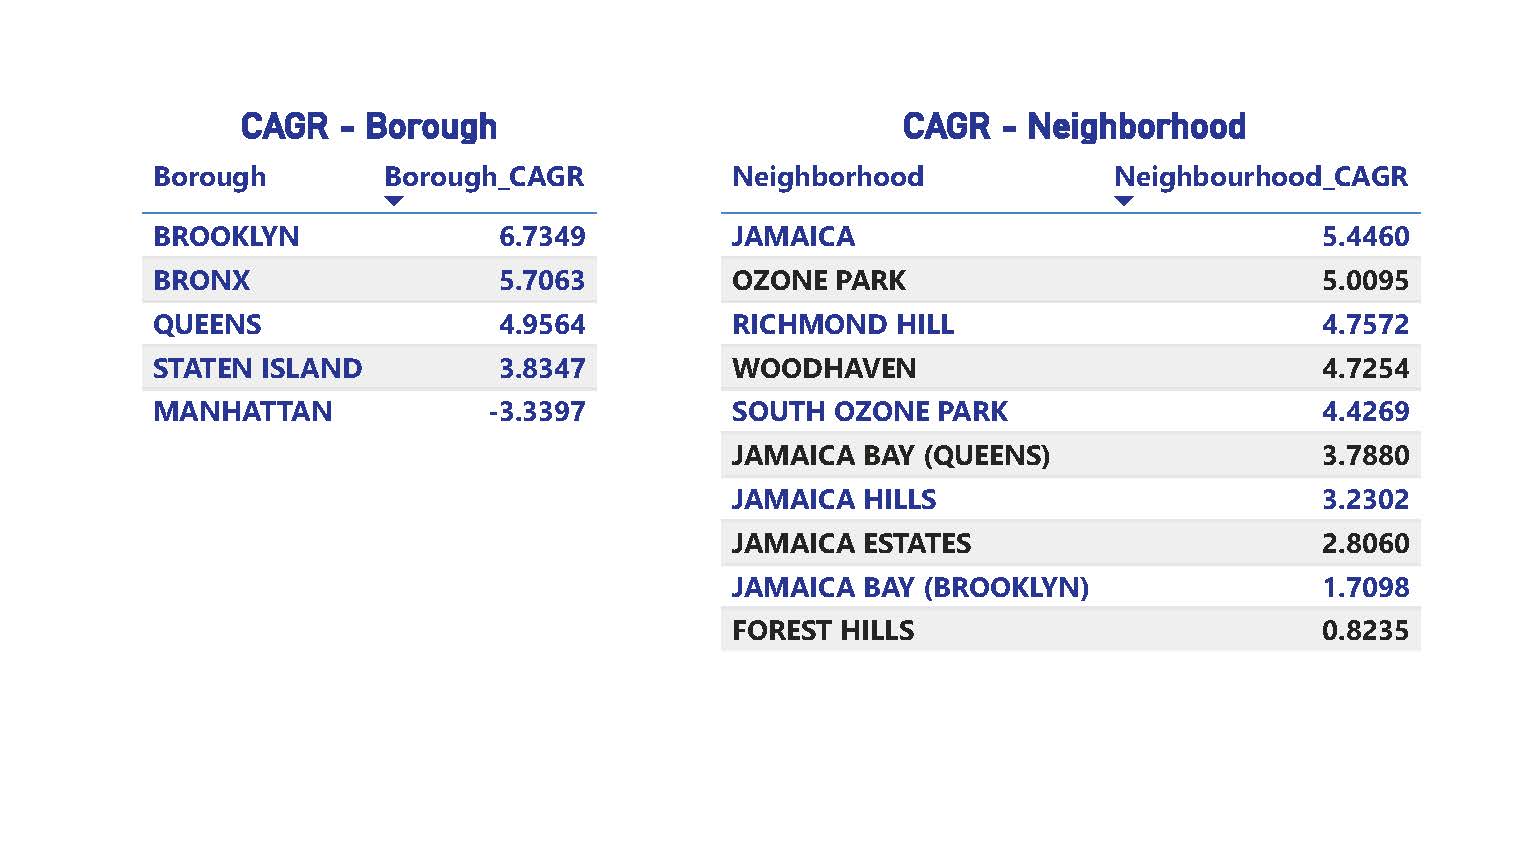 CAGR - Borough
Borough Borough_CAGR
BROOKLYN 6.7349
BRONX 5.7063
QUEENS 4.9564
STATEN ISLAND 3.8347
MANHATTAN -3.3397
CAGR - Neighborhood
Neighborhood Neighbourhood_CAGR
JAMAICA 5.4460
OZONE PARK 5.0095
RICHMOND HILL 4.7572
WOODHAVEN 4.7254
SOUTH OZONE PARK 4.4269
JAMAICA BAY (QUEENS) 3.7880
JAMAICA HILLS 3.2302
JAMAICA ESTATES 2.8060
JAMAICA BAY (BROOKLYN) 1.7098
FOREST HILLS 0.8235